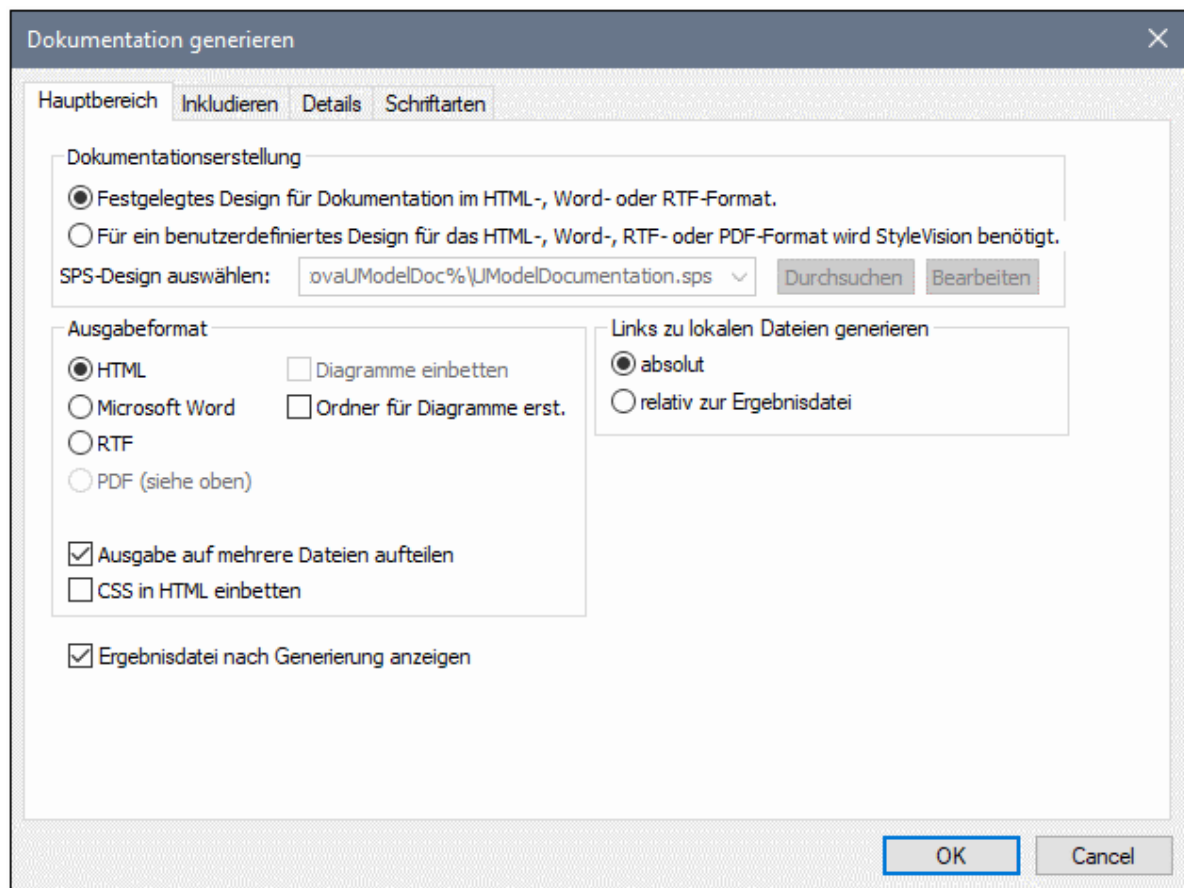 Dokumentation generieren
Hauptbereich Inkludieren Details Schriftarten
Dokumentationserstellung
Festgelegtes Design für Dokumentation im HTML-, Word- oder RTF-Format.
Für ein benutzerdefiniertes Design für das HTML-, Word-, RTF- oder PDF-Format wird StyleVision benötigt.
SPS-Design auswählen: ovaUModelDoc%\UModelDocumentation.sps Durchsuchen Bearbeiten
Ausgabeformat
HTML Diagramme einbetten
Microsoft Word Ordner für Diagramme erst.
RTF
PDF (siehe oben)
Ausgabe auf mehrere Dateien aufteilen
CSS in HTML einbetten
Links zu lokalen Dateien generieren
absolut
relativ zur Ergebnisdatei
Ergebnisdatei nach Generierung anzeigen
OK Cancel